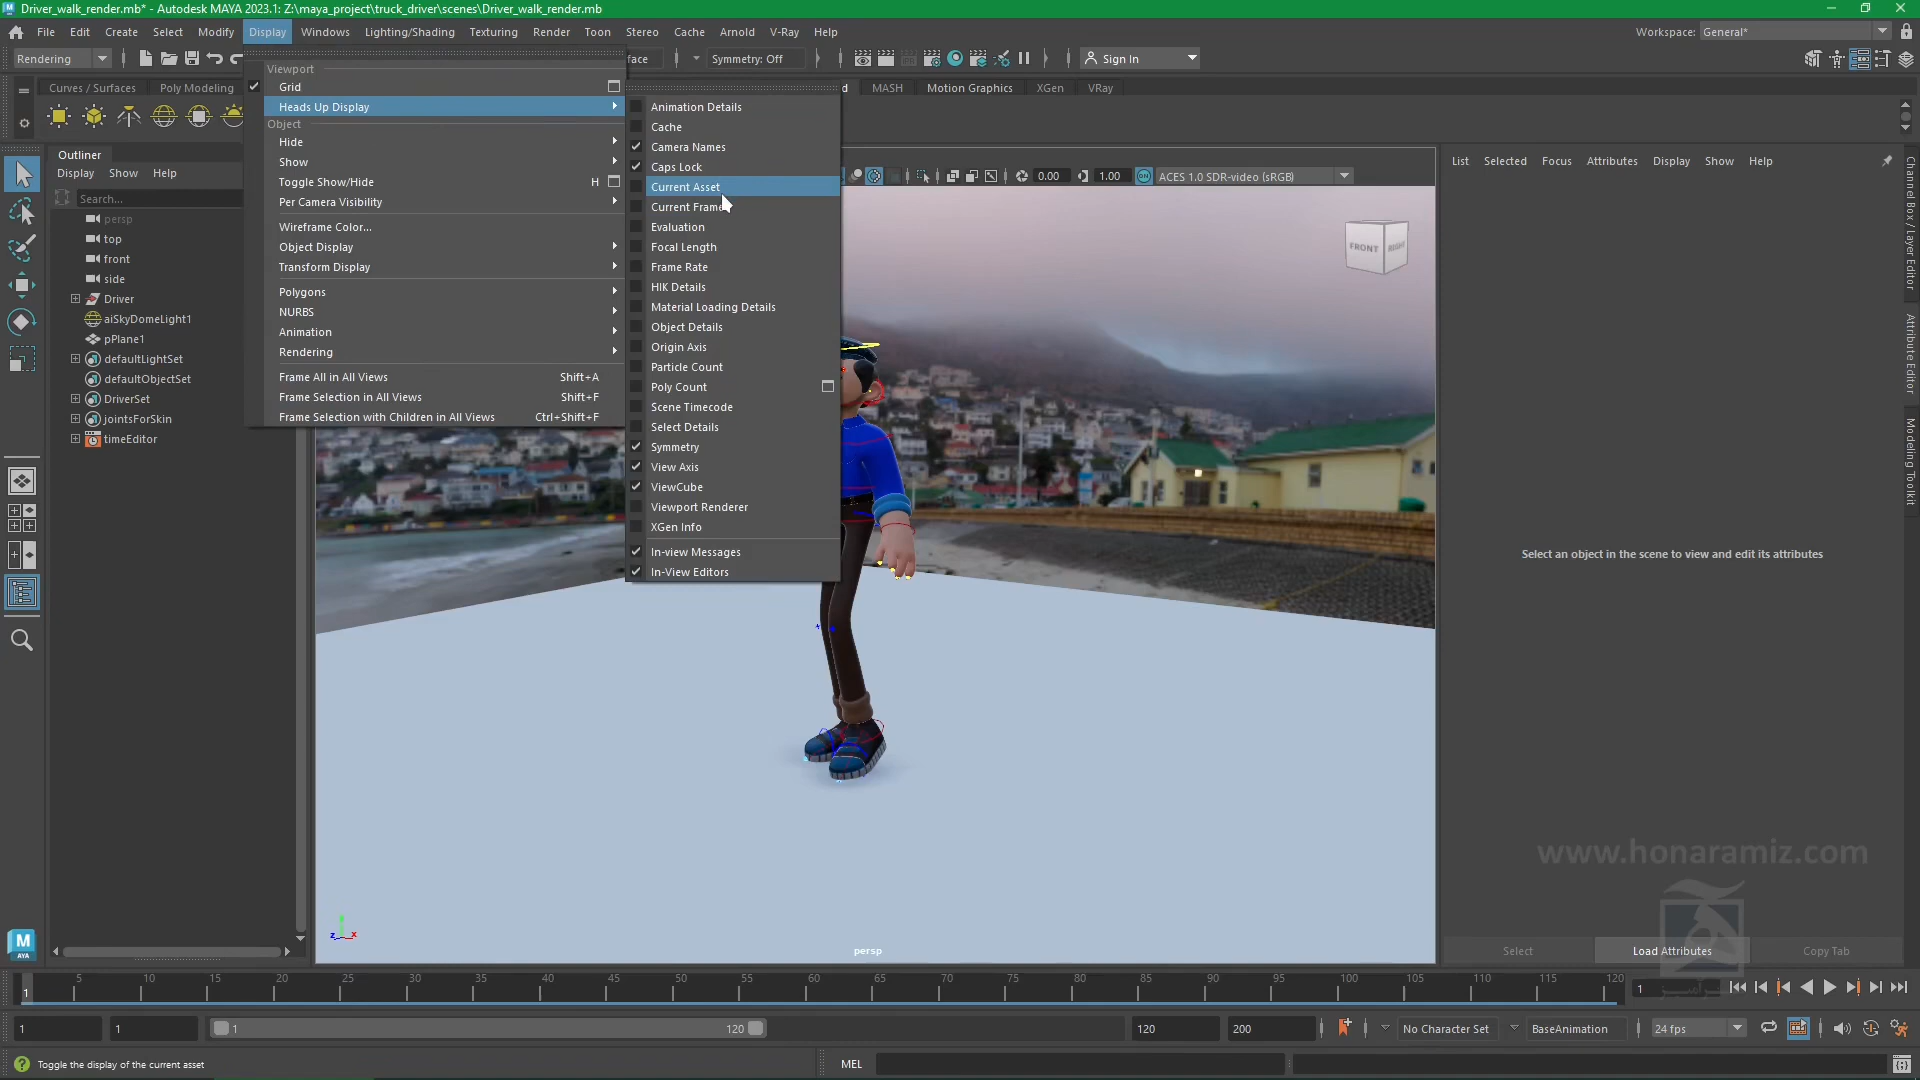 Driver_walk_render.mb* - Autodesk MAYA 2023.1: Z:\maya_project\truck_driver\scenes\Driver_walk_render.mb
File Edit Create Select Modify Display Windows Lighting/Shading Texturing Render Toon Stereo Cache Arnold V-Ray Help
Workspace: General*
Rendering
Symmetry: Off
Sign In
Curves / Surfaces
Poly Modeling
MASH
Motion Graphics
XGen
VRay
Outliner
Display Show Help
Search...
persp
top
front
side
Driver
aiSkyDomeLight1
pPlane1
defaultLightSet
defaultObjectSet
DriverSet
jointsForSkin
timeEditor
Viewport
Grid
Heads Up Display
Object
Hide
Show
Toggle Show/Hide H
Per Camera Visibility
Wireframe Color...
Object Display
Transform Display
Polygons
NURBS
Animation
Rendering
Frame All in All Views Shift+A
Frame Selection in All Views Shift+F
Frame Selection with Children in All Views Ctrl+Shift+F
Animation Details
Cache
Camera Names
Caps Lock
Current Asset
Current Frame
Evaluation
Focal Length
Frame Rate
HIK Details
Material Loading Details
Object Details
Origin Axis
Particle Count
Poly Count
Scene Timecode
Select Details
Symmetry
View Axis
ViewCube
Viewport Renderer
XGen Info
In-view Messages
In-View Editors
0.00
1.00
ACES 1.0 SDR-video (sRGB)
FRONT RIGHT
persp
z x
List Selected Focus Attributes Display Show Help
Select an object in the scene to view and edit its attributes
Channel Box / Layer Editor
Attribute Editor
Modeling Toolkit
www.honaramiz.com
Select
Load Attributes
Copy Tab
5 10 15 20 25 30 35 40 45 50 55 60 65 70 75 80 85 90 95 100 105 110 115 120
1
1
1
1
1
120
120
200
No Character Set
BaseAnimation
24 fps
Toggle the display of the current asset
MEL
M
AYA